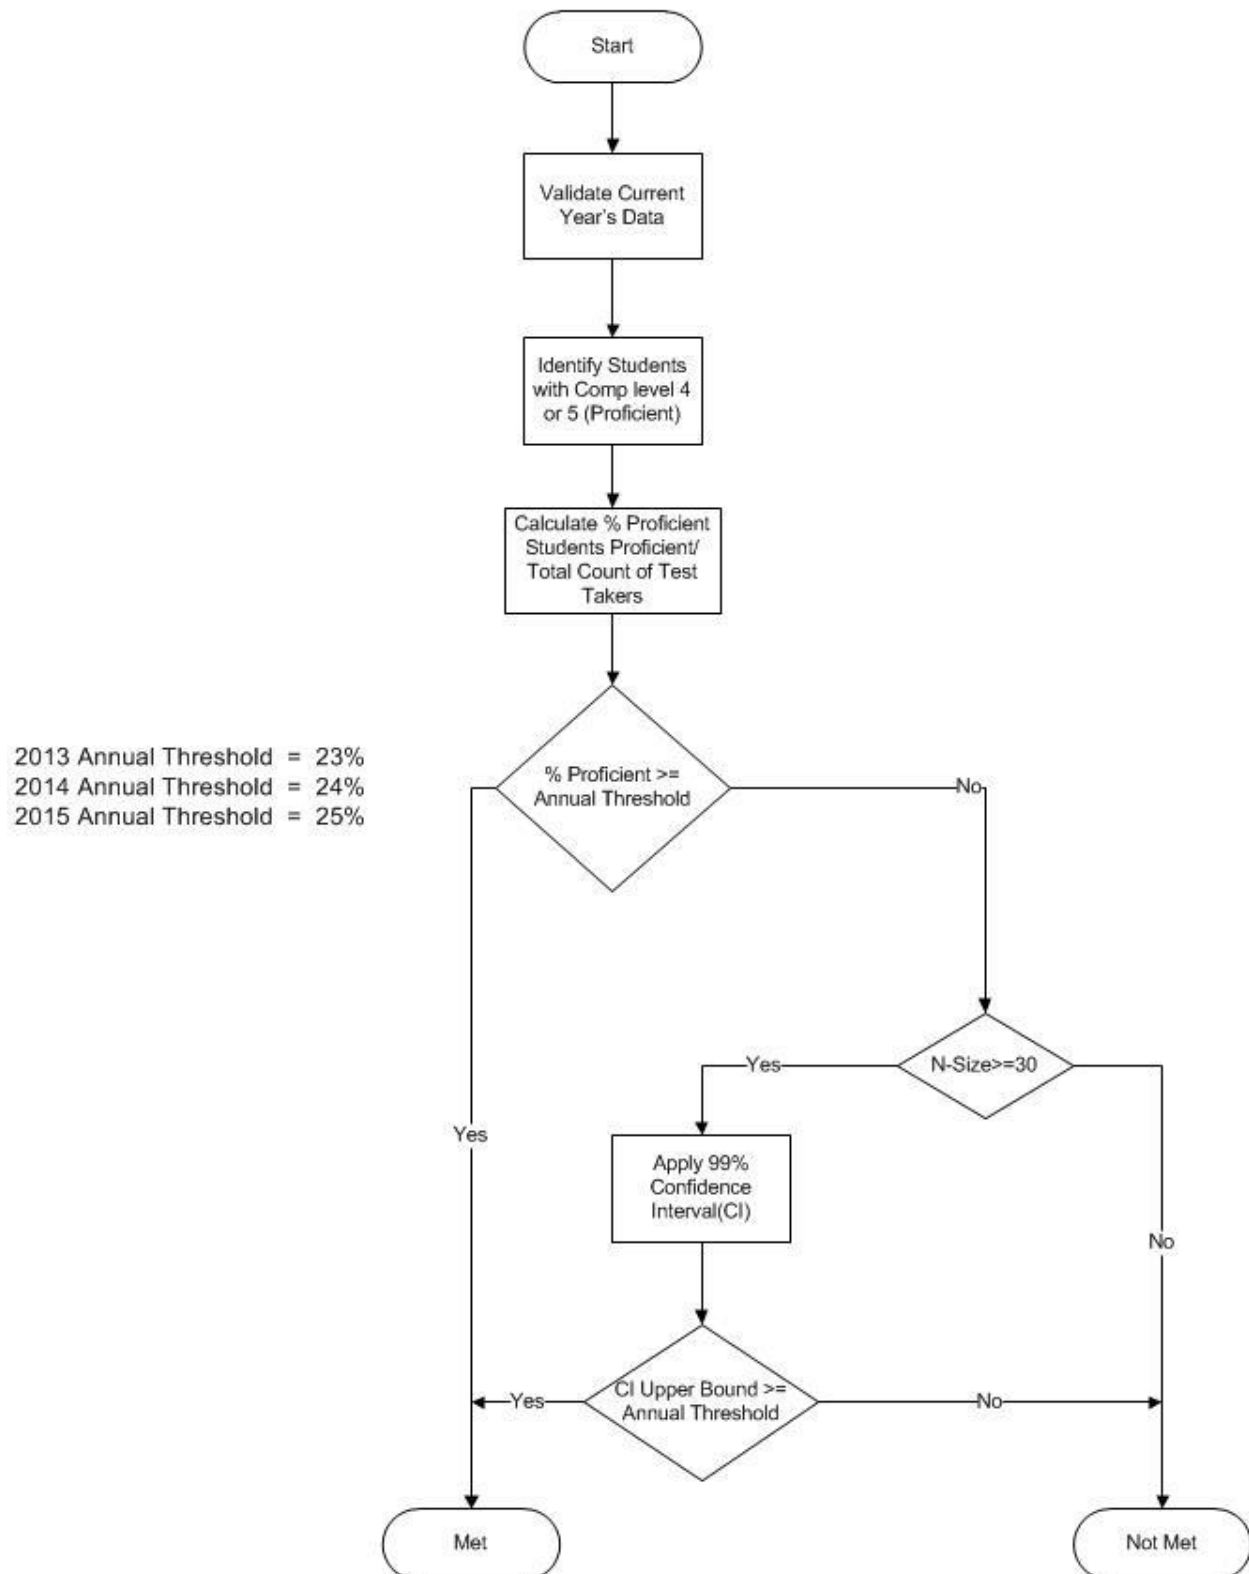 Start
Validate Current
Year's Data
Identify Students
with Comp level 4
or 5 (Proficient)
Calculate % Proficient
Students Proficient/
Total Count of Test
Takers
2013 Annual Threshold = 23%
2014 Annual Threshold = 24%
2015 Annual Threshold = 25%
% Proficient >=
Annual Threshold
No
N-Size>=30
Yes
Yes
Apply 99%
Confidence
Interval(CI)
No
CI Upper Bound >=
Annual Threshold
Yes
No
Met
Not Met